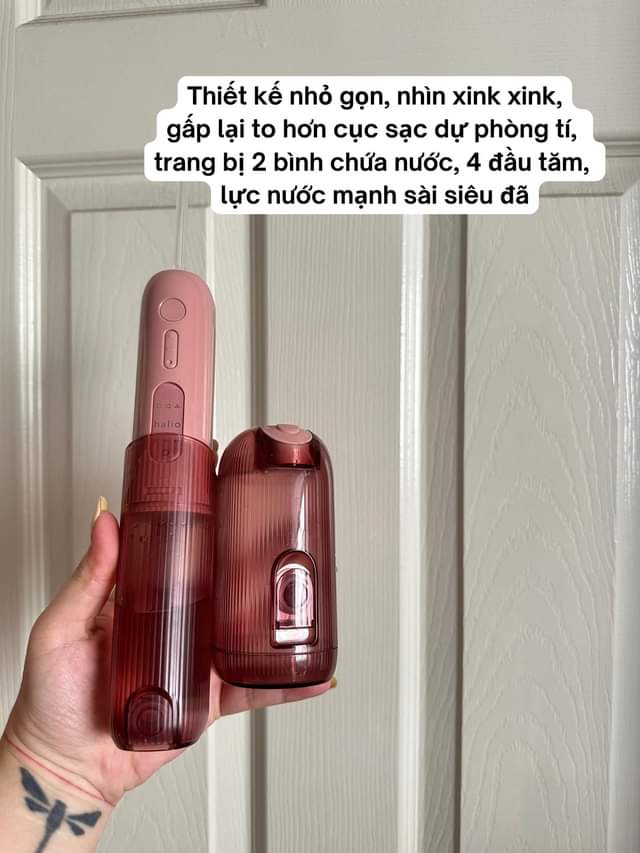 Thiết kế nhỏ gọn, nhìn xink xink,
gấp lại to hơn cục sạc dự phòng tí,
trang bị 2 bình chứa nước, 4 đầu tăm,
lực nước mạnh sài siêu đã
halio